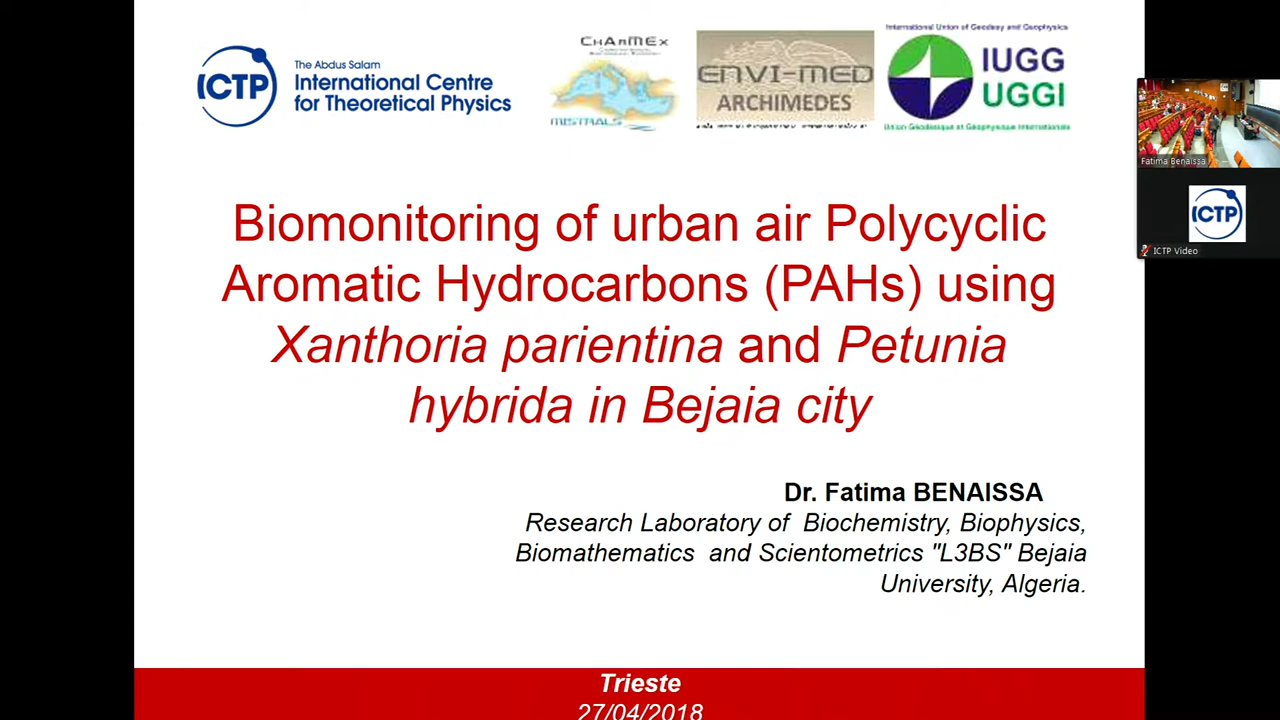 ICTP
The Abdus Salam
International Centre
for Theoretical Physics
CHARMEX
MISTRALS
ENVI-MED
ARCHIMEDES
International Union of Geodesy and Geophysics
IUGG
UGGI
Union Géodésique et Géophysique Internationale
Biomonitoring of urban air Polycyclic
Aromatic Hydrocarbons (PAHs) using
Xanthoria parientina and Petunia
hybrida in Bejaia city
Dr. Fatima BENAISSA
Research Laboratory of Biochemistry, Biophysics,
Biomathematics and Scientometrics "L3BS" Bejaia
University, Algeria.
Trieste
27/04/2018
Fatima Benaissa
ICTP
ICTP Video